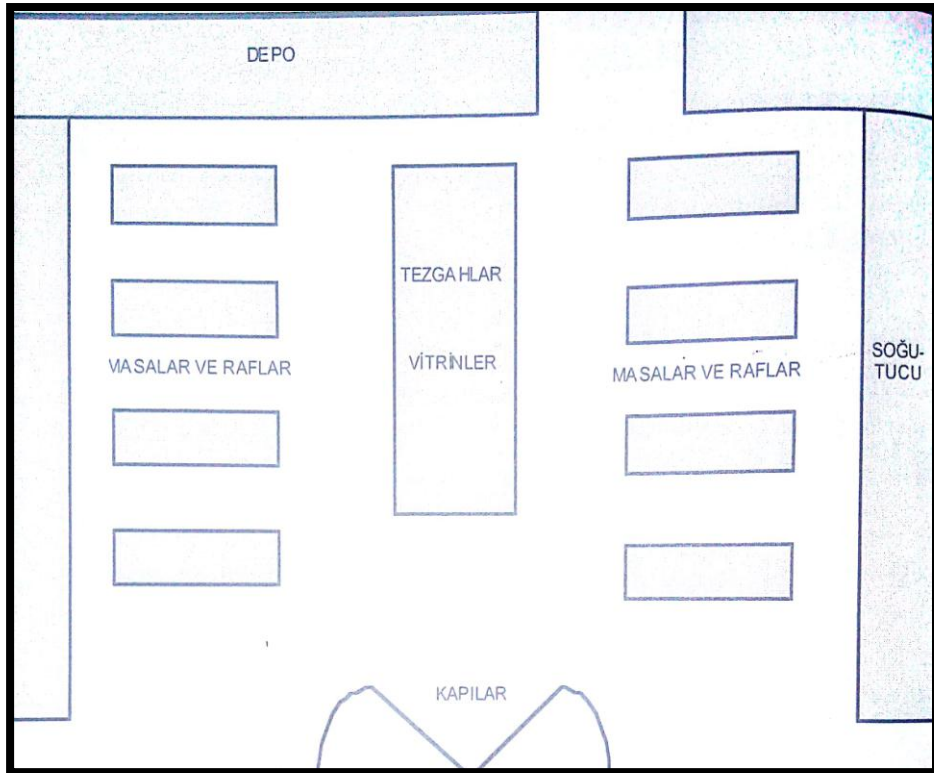 DEPO
TEZGAHLAR
VİTRİNLER
MASALAR VE RAFLAR
MASALAR VE RAFLAR
SOĞU-
TUCU
KAPILAR